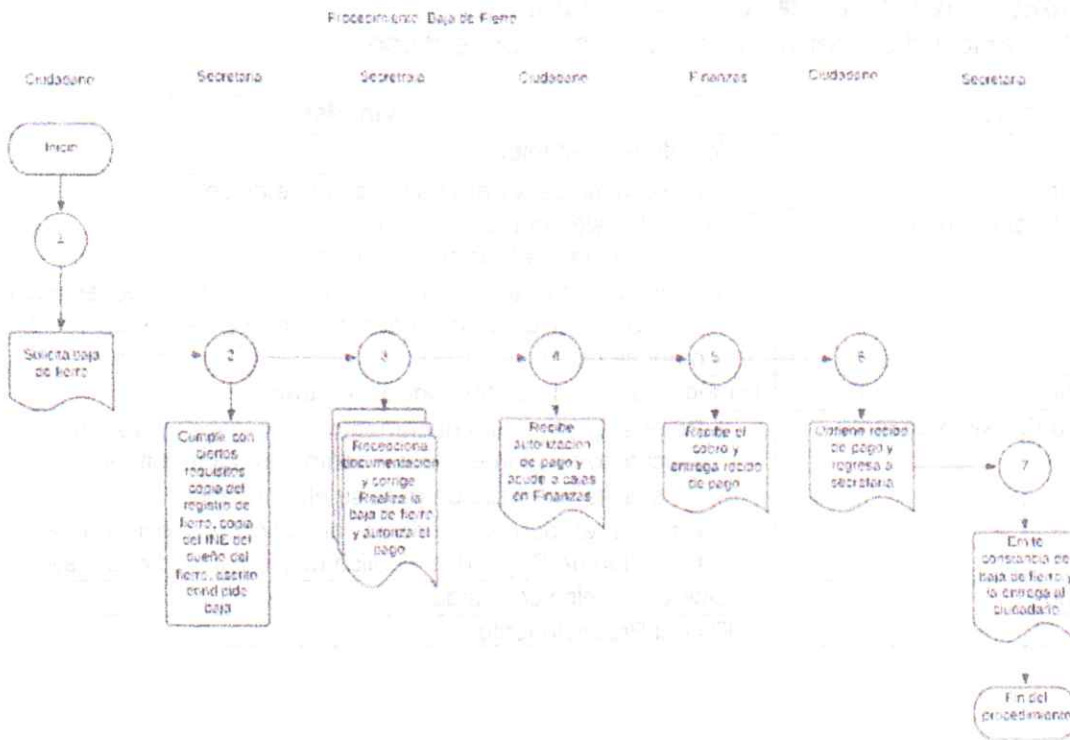 Procedimiento: Baja de Fierro
Ciudadano
Secretaria
Secretraia
Ciudadano
Finanzas
Ciudadano
Secretaria
Inicio
1
Solicita baja
de fierro
2
Cumple con
ciertos
requisitos
copia del
registro de
fierro, copia
del INE del
dueño del
fierro, escrito
baja
3
Recepciona
documentación
y corrige
Realiza la
baja de fierro
y autoriza el
pago
4
Recibe
autorización
de pago y
acude a cajas
en Finanzas
5
Recibe el
cobro y
entrega recibo
de pago
6
Obtiene recibo
de pago y
regresa a
secretaria
7
Emite
constancia de
baja de fierro y
la entrega al
ciudadano
Fin del
procedimiento